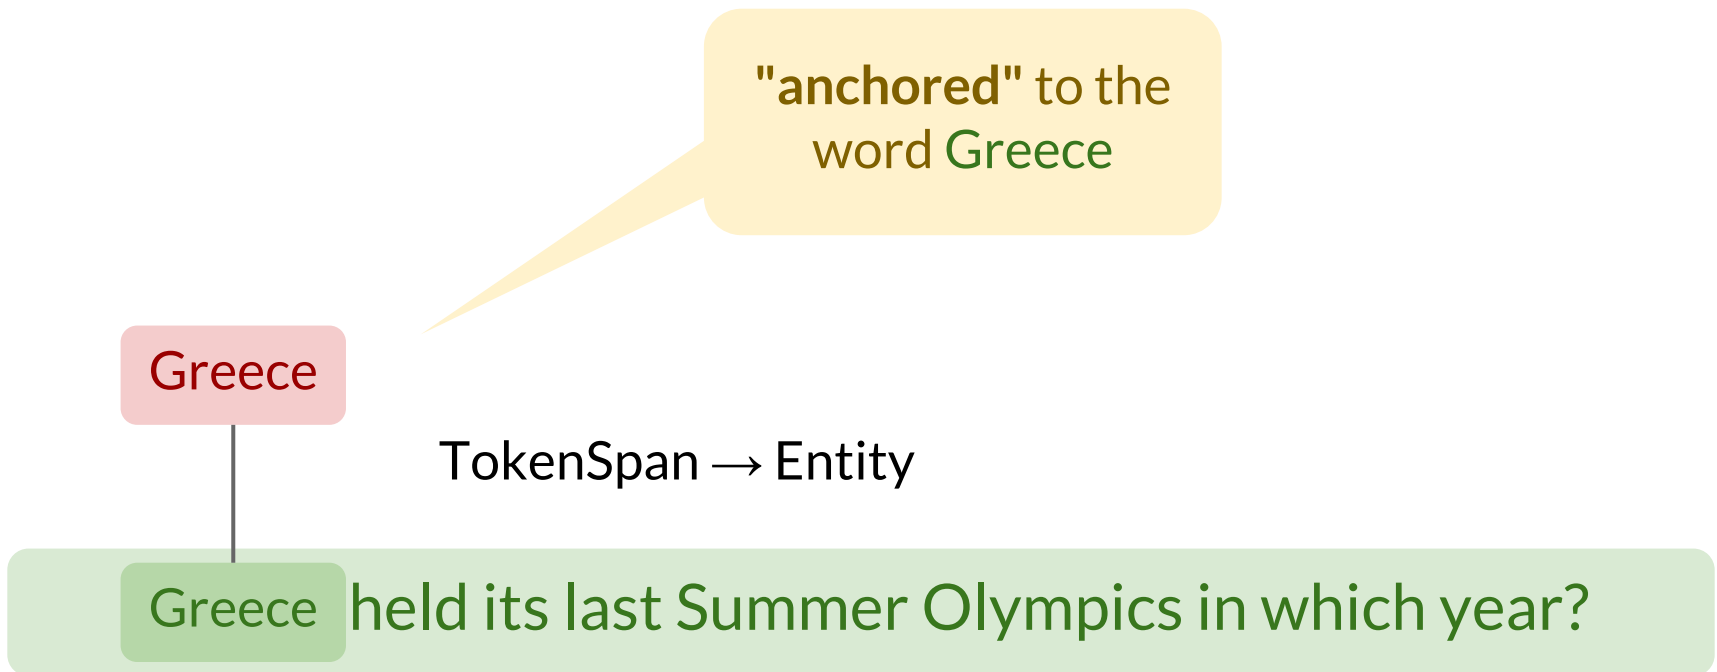 "anchored" to the
word Greece
Greece
TokenSpan → Entity
Greece held its last Summer Olympics in which year?